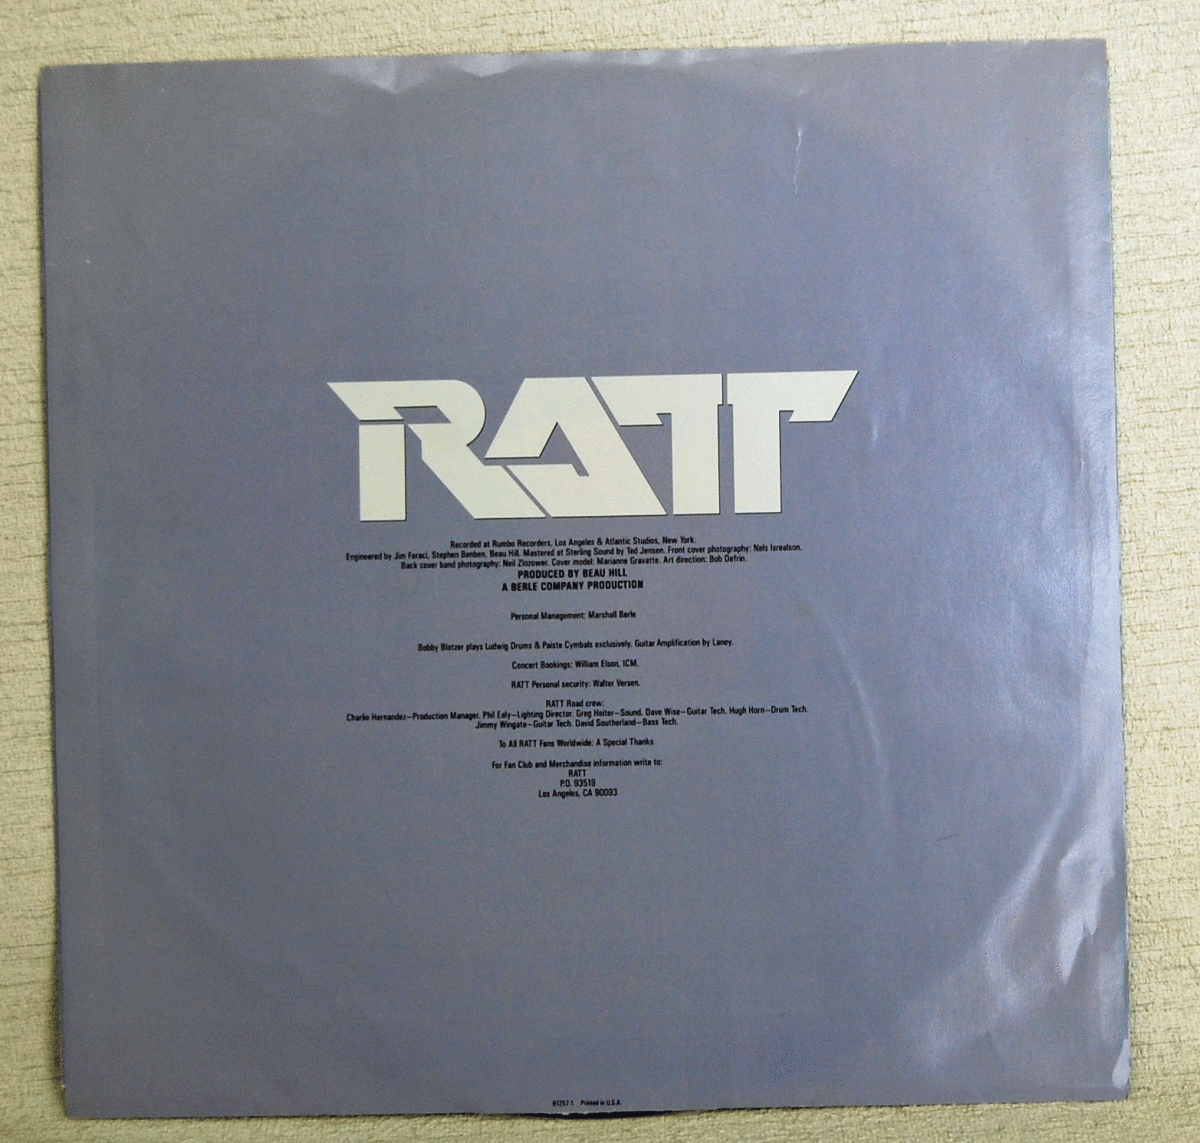 RATT
Recorded at Rumbo Recorders, Los Angeles & Atlantic Studios, New York.
Engineered by Jim Faraci, Stephen Benben, Beau Hill. Mastered at Sterling Sound by Ted Jensen. Front cover photography: Nels Isrealson.
Back cover band photography: Neil Zlozower. Cover model: Marianne Gravatte. Art direction: Bob Defrin.
PRODUCED BY BEAU HILL
A BERLE COMPANY PRODUCTION
Personal Management: Marshall Berle
Bobby Blotzer plays Ludwig Drums & Paiste Cymbals exclusively. Guitar Amplification by Laney.
Concert Bookings: William Elson, ICM.
RATT Personal security: Walter Versen.
RATT Road crew:
Charlie Hernandez—Production Manager. Phil Ealy—Lighting Director. Greg Heiter—Sound. Dave Wise—Guitar Tech. Hugh Horn—Drum Tech.
Jimmy Wingate—Guitar Tech. David Southerland—Bass Tech.
To All RATT Fans Worldwide: A Special Thanks
For Fan Club and Merchandise information write to:
RATT
P.O. 93519
Los Angeles, CA 90093
81257-1 Printed in U.S.A.